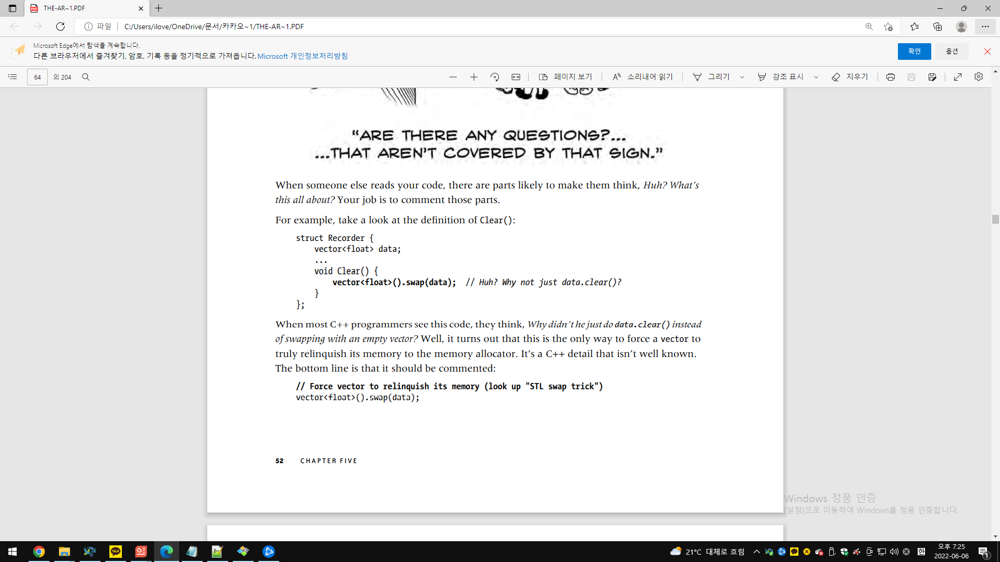 THE-AR~1.PDF
파일
C:/Users/ilove/OneDrive/문서/카카오~1/THE-AR~1.PDF
Microsoft Edge에서 탐색을 계속합니다.
다른 브라우저에서 즐겨찾기, 암호, 기록 등을 정기적으로 가져옵니다. Microsoft 개인정보처리방침
확인
옵션
64 의 204
페이지 보기
소리내어 읽기
그리기
강조 표시
지우기
“ARE THERE ANY QUESTIONS?...
...THAT AREN’T COVERED BY THAT SIGN.”
When someone else reads your code, there are parts likely to make them think, Huh? What’s
this all about? Your job is to comment those parts.
For example, take a look at the definition of Clear():
struct Recorder {
vector<float> data;
...
void Clear() {
vector<float>().swap(data);  // Huh? Why not just data.clear()?
}
};
When most C++ programmers see this code, they think, Why didn’t he just do data.clear() instead
of swapping with an empty vector? Well, it turns out that this is the only way to force a vector to
truly relinquish its memory to the memory allocator. It’s a C++ detail that isn’t well known.
The bottom line is that it should be commented:
// Force vector to relinquish its memory (look up "STL swap trick")
vector<float>().swap(data);
52 CHAPTER FIVE
Windows 정품 인증
[설정]으로 이동하여 Windows를 정품 인증합니다.
TALK
21°C 대체로 흐림
한
오후 7:25
2022-06-06
1